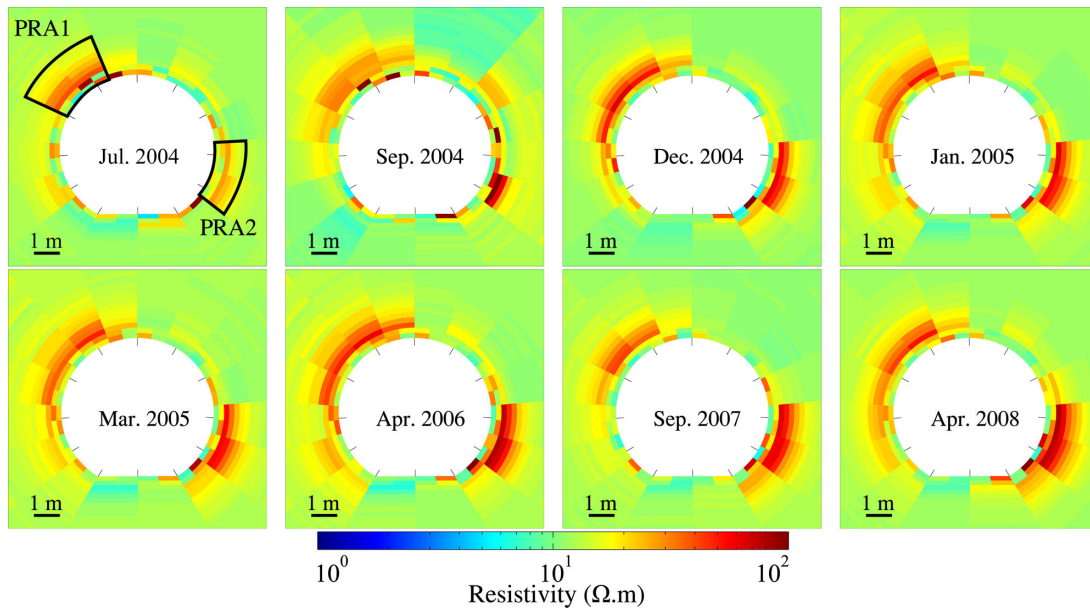 PRA1
Jul. 2004
PRA2
1 m
Sep. 2004
1 m
Dec. 2004
1 m
Jan. 2005
1 m
Mar. 2005
1 m
Apr. 2006
1 m
Sep. 2007
1 m
Apr. 2008
1 m
10⁰ 10¹ 10²
Resistivity (Ω.m)